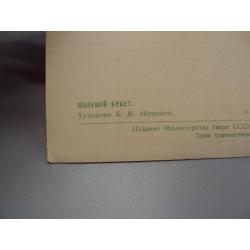 ПОЛЕВОЙ БУКЕТ.
Художник Б. В.
Издание Министерства связи СССР
Цена